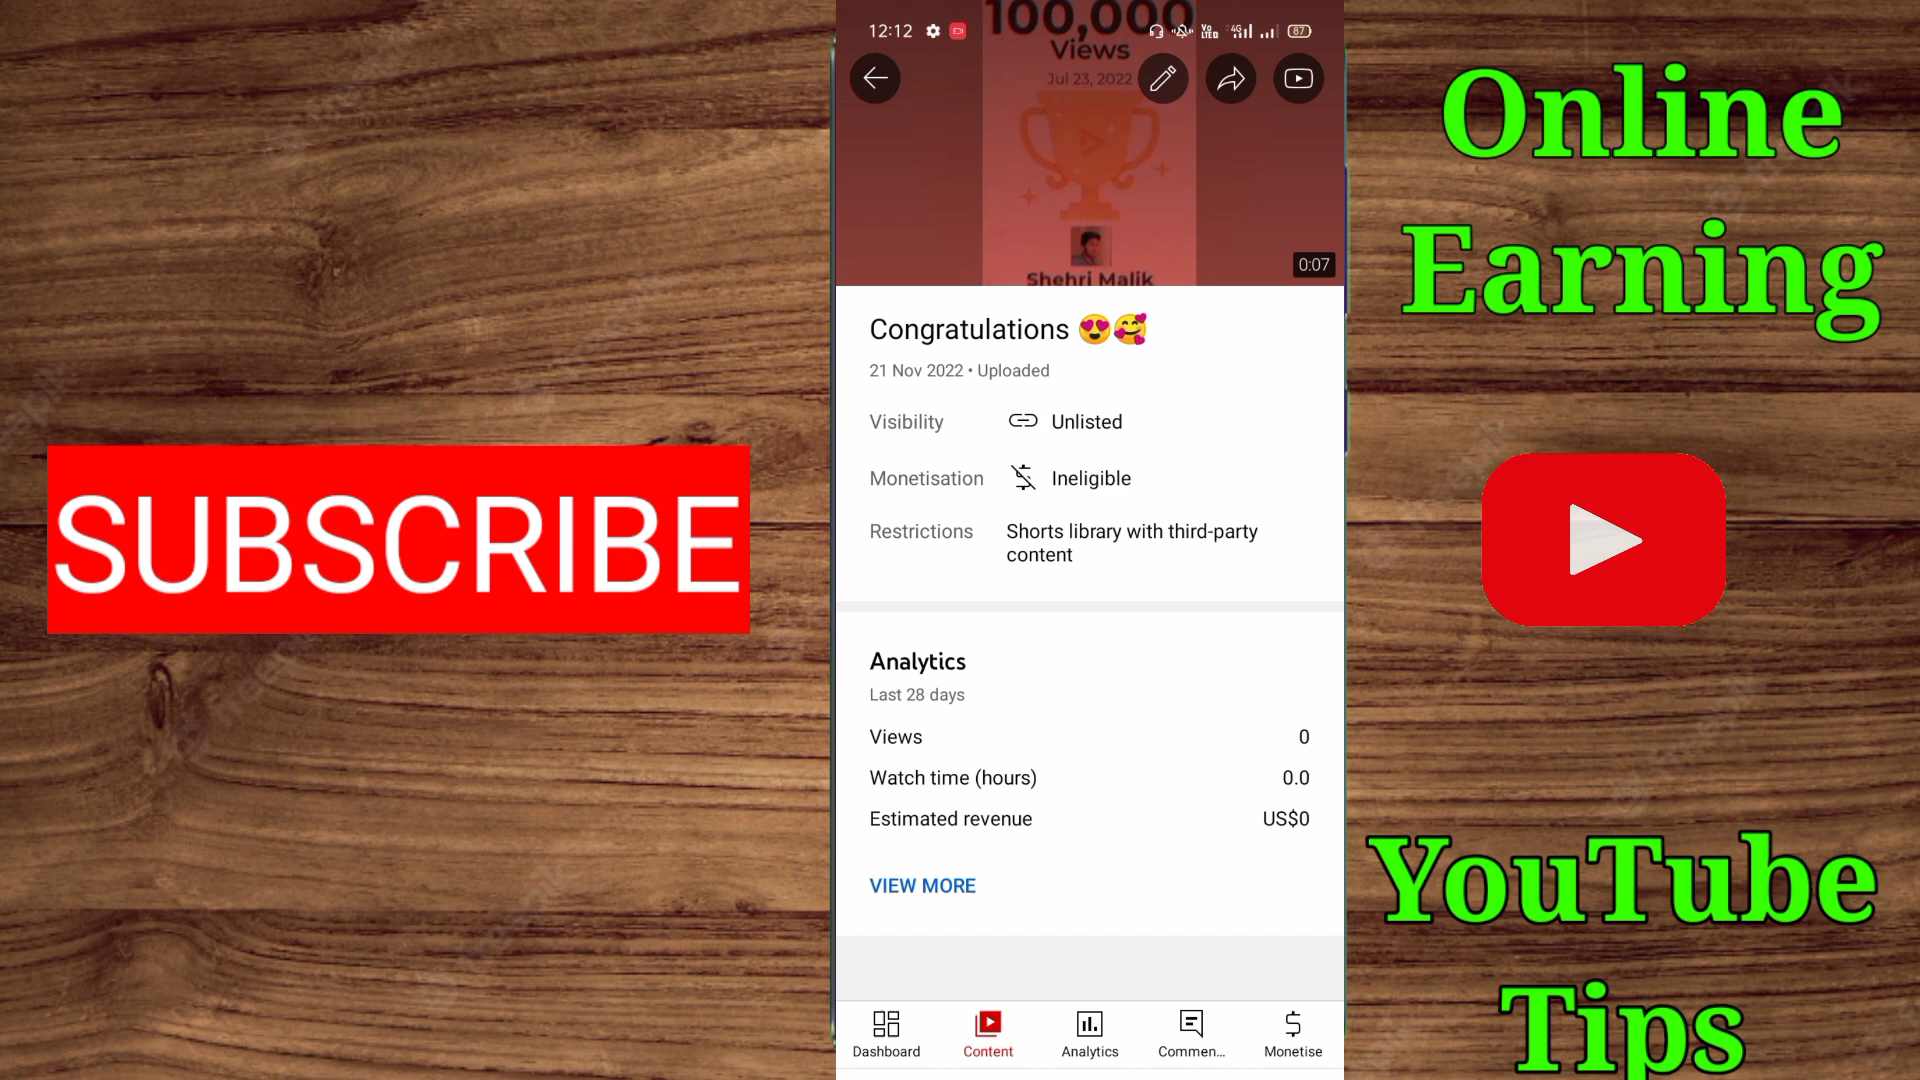 100,000
Views
Jul 23, 2022
Shehri Malik
12:12
4G
87
0:07
Congratulations 😍🥰
21 Nov 2022 • Uploaded
Visibility Unlisted
Monetisation Ineligible
Restrictions Shorts library with third-party
content
Analytics
Last 28 days
Views 0
Watch time (hours) 0.0
Estimated revenue US$0
VIEW MORE
Dashboard Content Analytics Commen... Monetise
SUBSCRIBE
Online
Earning
YouTube
Tips